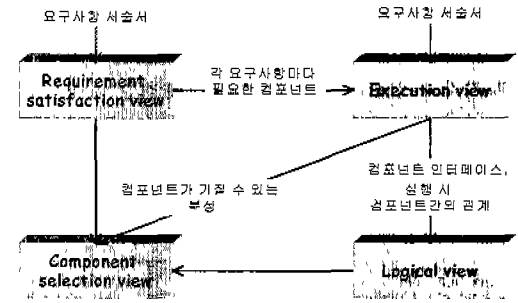 요구사항 서술서
요구사항 서술서
Requirement
satisfaction view
각 요구사항마다
필요한 컴포넌트
Execution view
컴포넌트가 가질 수 있는
속성
컴포넌트 인터페이스,
실행 시
컴포넌트간의 관계
Component
selection view
Logical view